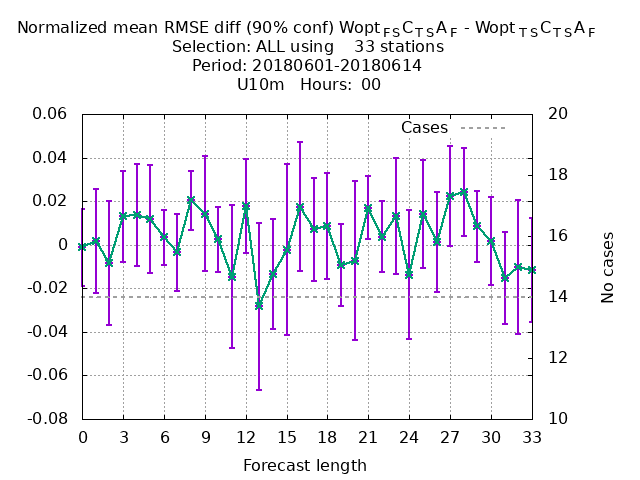 Normalized mean RMSE diff (90% conf) Wopt FS C TS A F - Wopt TS C TS A F
Selection: ALL using 33 stations
Period: 20180601-20180614
U10m Hours: 00
Cases
0.06
0.04
0.02
0
-0.02
-0.04
-0.06
-0.08
20
18
16
14
12
10
No cases
0 3 6 9 12 15 18 21 24 27 30 33
Forecast length